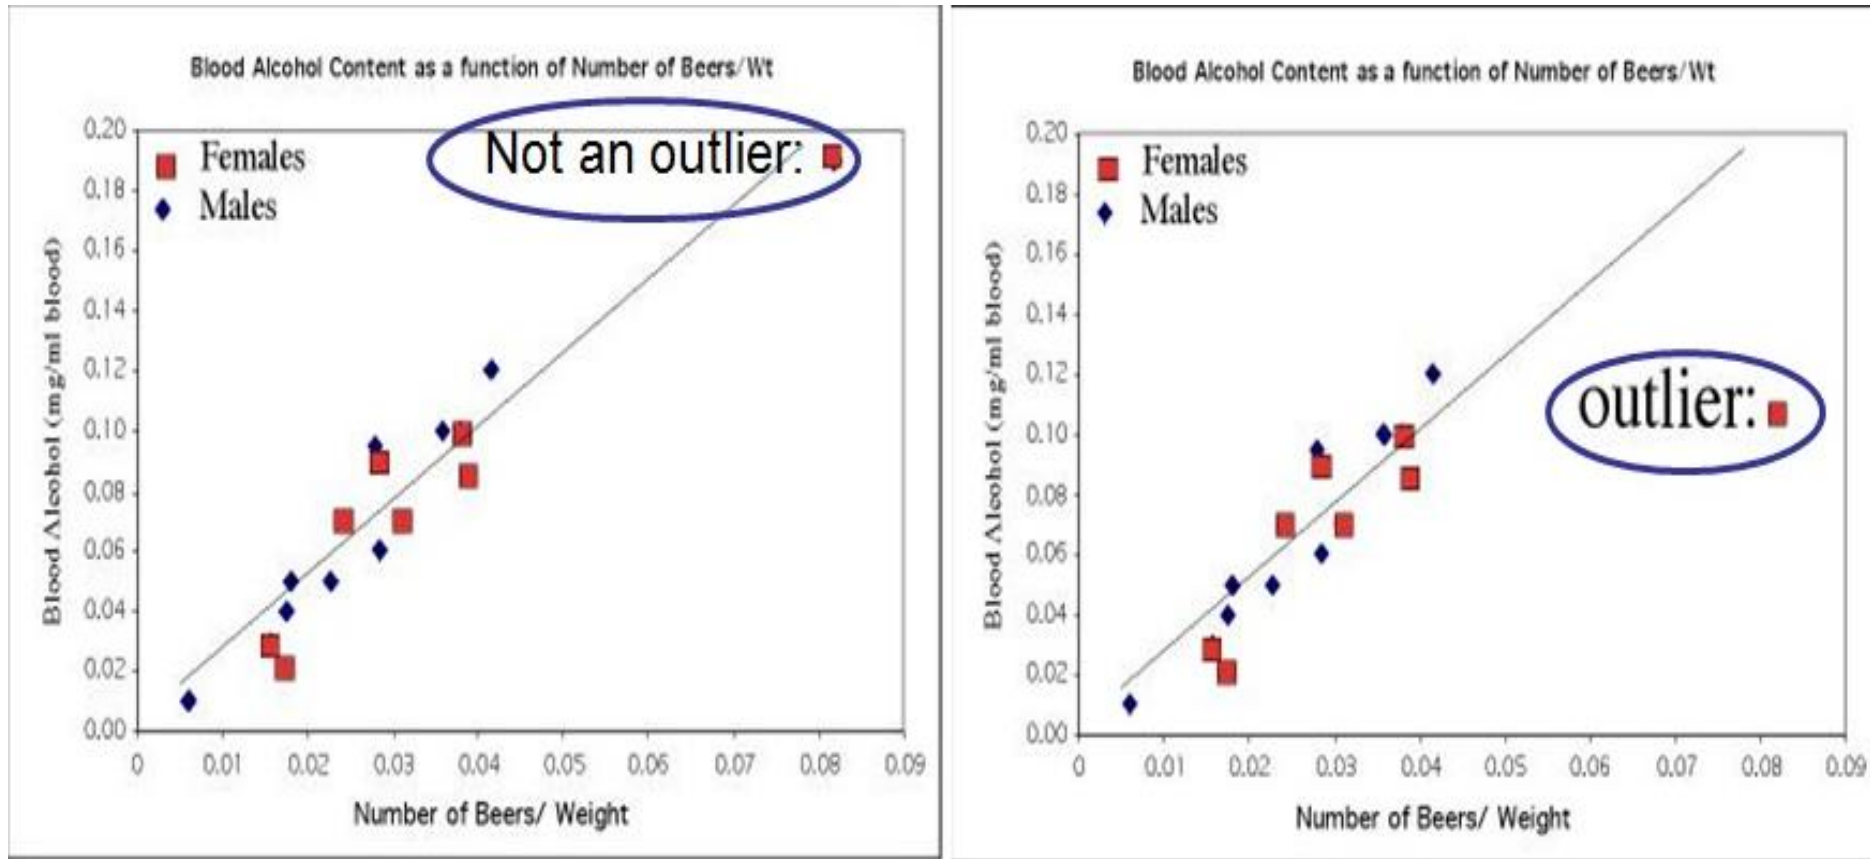 Blood Alcohol Content as a function of Number of Beers/Wt
Not an outlier:
Females
Males
Blood Alcohol (mg/ml blood)
0.20
0.18
0.16
0.14
0.12
0.10
0.08
0.06
0.04
0.02
0.00
0 0.01 0.02 0.03 0.04 0.05 0.06 0.07 0.08 0.09
Number of Beers/ Weight
Blood Alcohol Content as a function of Number of Beers/Wt
Females
Males
outlier:
Blood Alcohol (mg/ml blood)
0.20
0.18
0.16
0.14
0.12
0.10
0.08
0.06
0.04
0.02
0.00
0 0.01 0.02 0.03 0.04 0.05 0.06 0.07 0.08 0.09
Number of Beers/ Weight